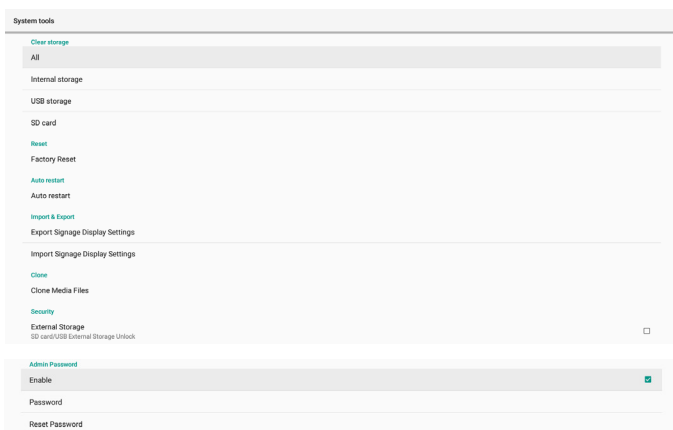 System tools
Clear storage
All
Internal storage
USB storage
SD card
Reset
Factory Reset
Auto restart
Auto restart
Import & Export
Export Signage Display Settings
Import Signage Display Settings
Clone
Clone Media Files
Security
External Storage
SD card/USB External Storage Unlock
Admin Password
Enable
Password
Reset Password